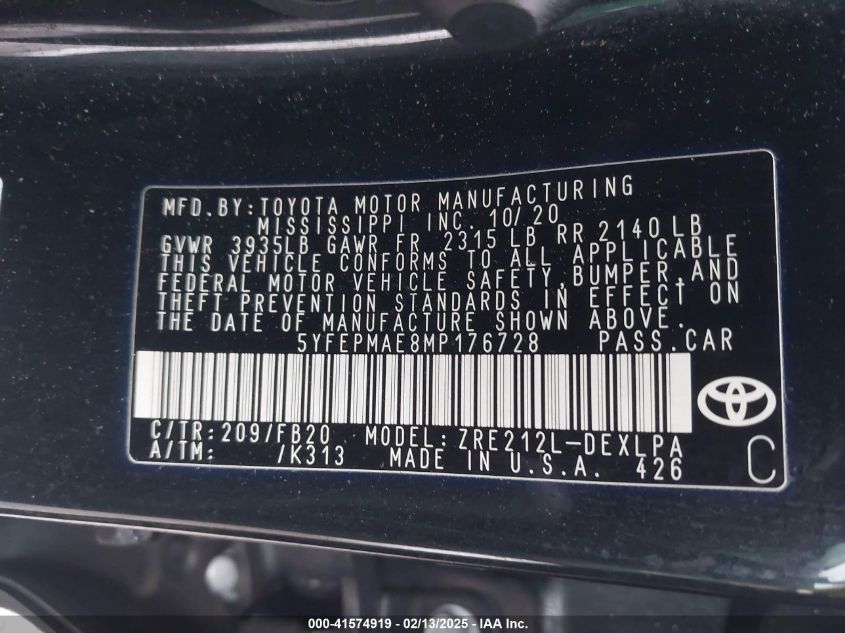 MFD.BY:TOYOTA MOTOR MANUFACTURING
MISSISSIPPI INC. 10/20
GVWR 3935LB GAWR FR 2315 LB RR 2140 LB
THIS VEHICLE CONFORMS TO ALL APPLICABLE
FEDERAL MOTOR VEHICLE SAFETY,BUMPER,AND
THEFT PREVENTION STANDARDS IN EFFECT ON
THE DATE OF MANUFACTURE SHOWN ABOVE.
5YFEPMAE8MP176728 PASS.CAR
C/TR:209/FB20 MODEL:ZRE212L-DEXLPA
A/TM: /K313 MADE IN U.S.A. 426
C
000-41574919 - 02/13/2025 - IAA Inc.